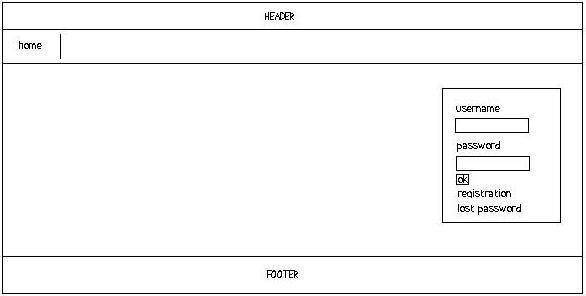 HEADER
home
username
password
ok
registration
lost password
FOOTER